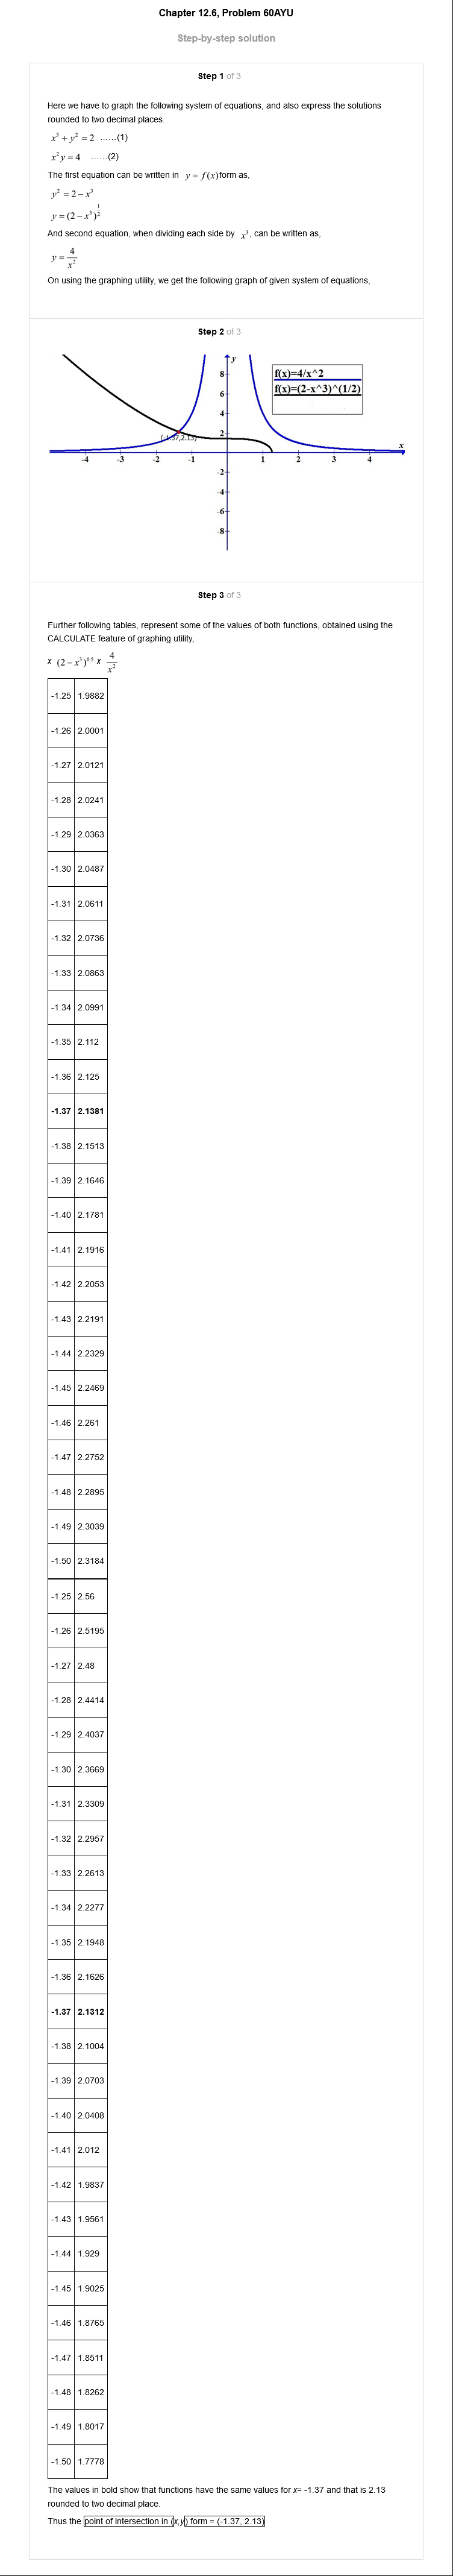 Chapter 12.6, Problem 60AYU
Step-by-step solution
Step 1 of 3
Here we have to graph the following system of equations, and also express the solutions
rounded to two decimal places.
x³ + y² = 2 ......(1)
x²y = 4 ......(2)
The first equation can be written in y = f(x)form as,
y² = 2 − x³
y = (2 − x³)^(1/2)
And second equation, when dividing each side by x³, can be written as,
y = 4/x²
On using the graphing utility, we get the following graph of given system of equations,
Step 2 of 3
y
f(x)=4/x^2
f(x)=(2-x^3)^(1/2)
8
6
4
2
(-1.37,2.13)
x
-4 -3 -2 -1 1 2 3 4
-2
-4
-6
-8
Step 3 of 3
Further following tables, represent some of the values of both functions, obtained using the
CALCULATE feature of graphing utility,
x (2 − x³)^0.5 x 4/x²
-1.25 1.9882
-1.26 2.0001
-1.27 2.0121
-1.28 2.0241
-1.29 2.0363
-1.30 2.0487
-1.31 2.0611
-1.32 2.0736
-1.33 2.0863
-1.34 2.0991
-1.35 2.112
-1.36 2.125
-1.37 2.1381
-1.38 2.1513
-1.39 2.1646
-1.40 2.1781
-1.41 2.1916
-1.42 2.2053
-1.43 2.2191
-1.44 2.2329
-1.45 2.2469
-1.46 2.261
-1.47 2.2752
-1.48 2.2895
-1.49 2.3039
-1.50 2.3184
-1.25 2.56
-1.26 2.5195
-1.27 2.48
-1.28 2.4414
-1.29 2.4037
-1.30 2.3669
-1.31 2.3309
-1.32 2.2957
-1.33 2.2613
-1.34 2.2277
-1.35 2.1948
-1.36 2.1626
-1.37 2.1312
-1.38 2.1004
-1.39 2.0703
-1.40 2.0408
-1.41 2.012
-1.42 1.9837
-1.43 1.9561
-1.44 1.929
-1.45 1.9025
-1.46 1.8765
-1.47 1.8511
-1.48 1.8262
-1.49 1.8017
-1.50 1.7778
The values in bold show that functions have the same values for x= -1.37 and that is 2.13
rounded to two decimal place.
Thus the point of intersection in (x,y) form = (-1.37, 2.13)